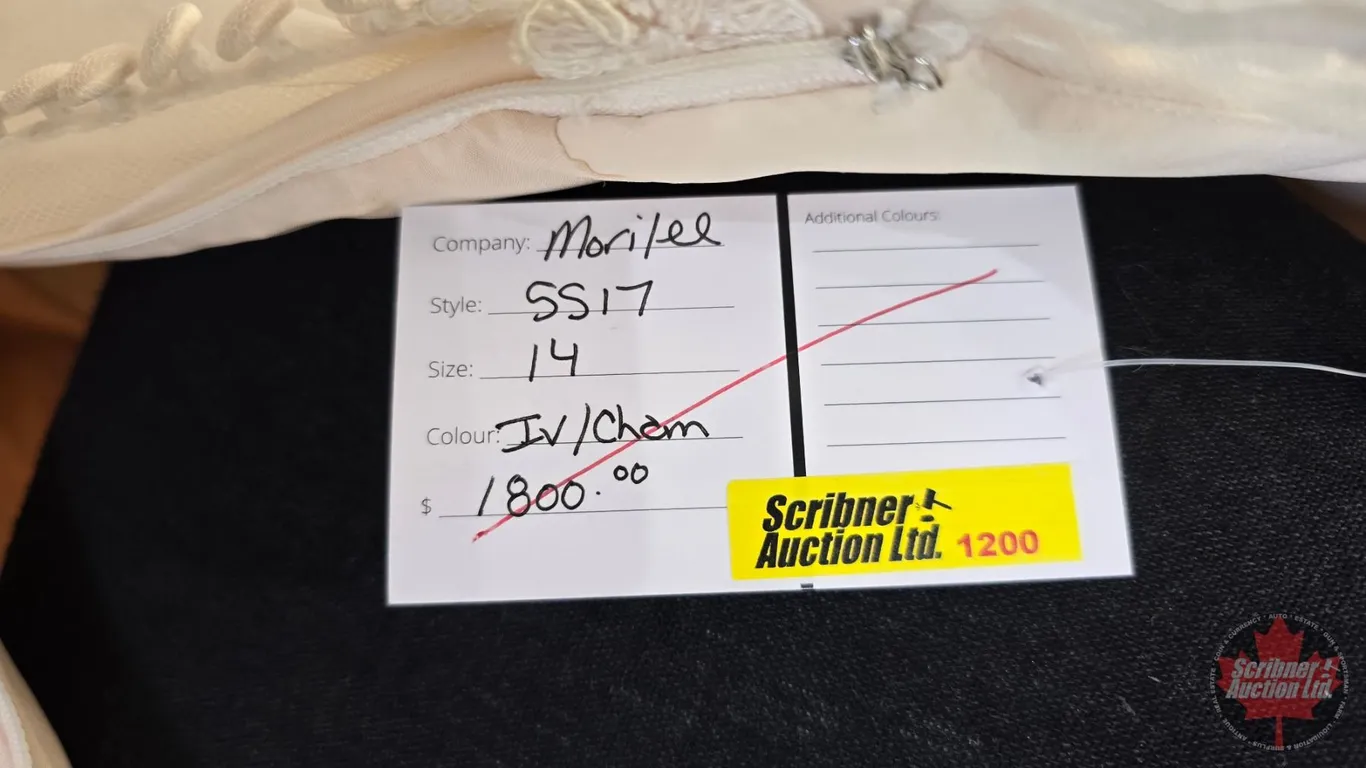 Company: Morilee
Style: SS17
Size: 14
Colour: Iv/Cham
$ 1800.00
Additional Colours:
Scribner
Auction Ltd. 1200
Scribner
Auction Ltd.